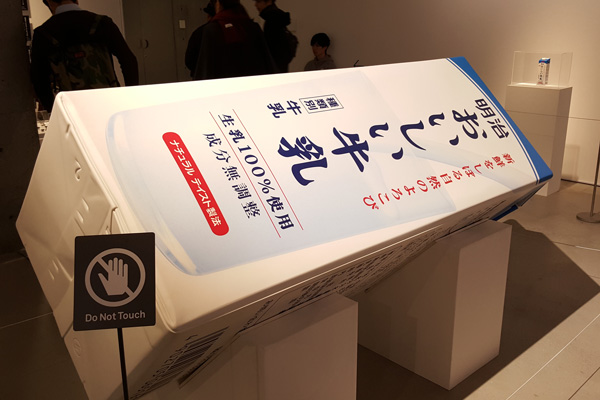 明治
おいしい牛乳
新鮮をしぼる自然のよろこび
種類別
牛乳
生乳100%使用
成分無調整
ナチュラル テイスト製法
Do Not Touch